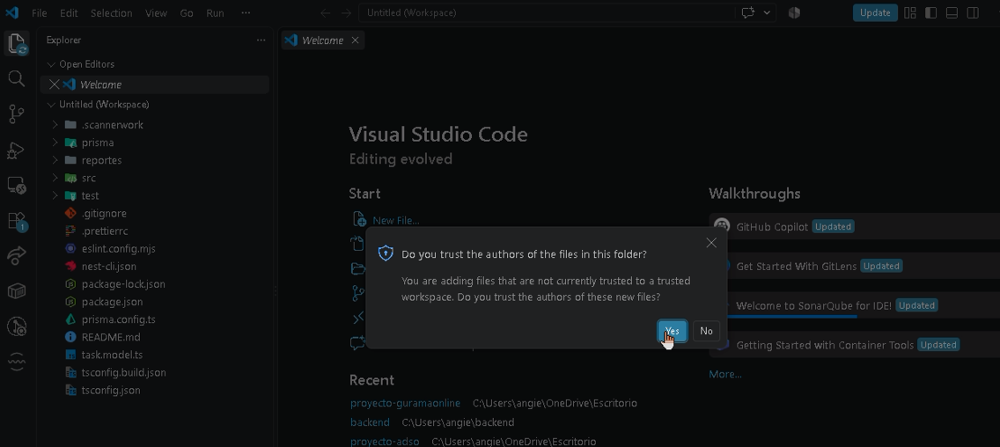 File Edit Selection View Go Run ···
Untitled (Workspace)
Update
Explorer
Open Editors
Welcome
Untitled (Workspace)
.scannerwork
prisma
reportes
src
test
.gitignore
.prettierrc
eslint.config.mjs
nest-cli.json
package-lock.json
package.json
prisma.config.ts
README.md
task.model.ts
tsconfig.build.json
tsconfig.json
1
Welcome
Visual Studio Code
Editing evolved
Start
New File...
Do you trust the authors of the files in this folder?
You are adding files that are not currently trusted to a trusted
workspace. Do you trust the authors of these new files?
Yes
No
Recent
proyecto-guramaonline C:\Users\angie\OneDrive\Escritorio
backend C:\Users\angie\backend
proyecto-adso C:\Users\angie\OneDrive\Escritorio
Walkthroughs
GitHub Copilot Updated
Get Started With GitLens Updated
Welcome to SonarQube for IDE! Updated
Getting Started with Container Tools Updated
More...